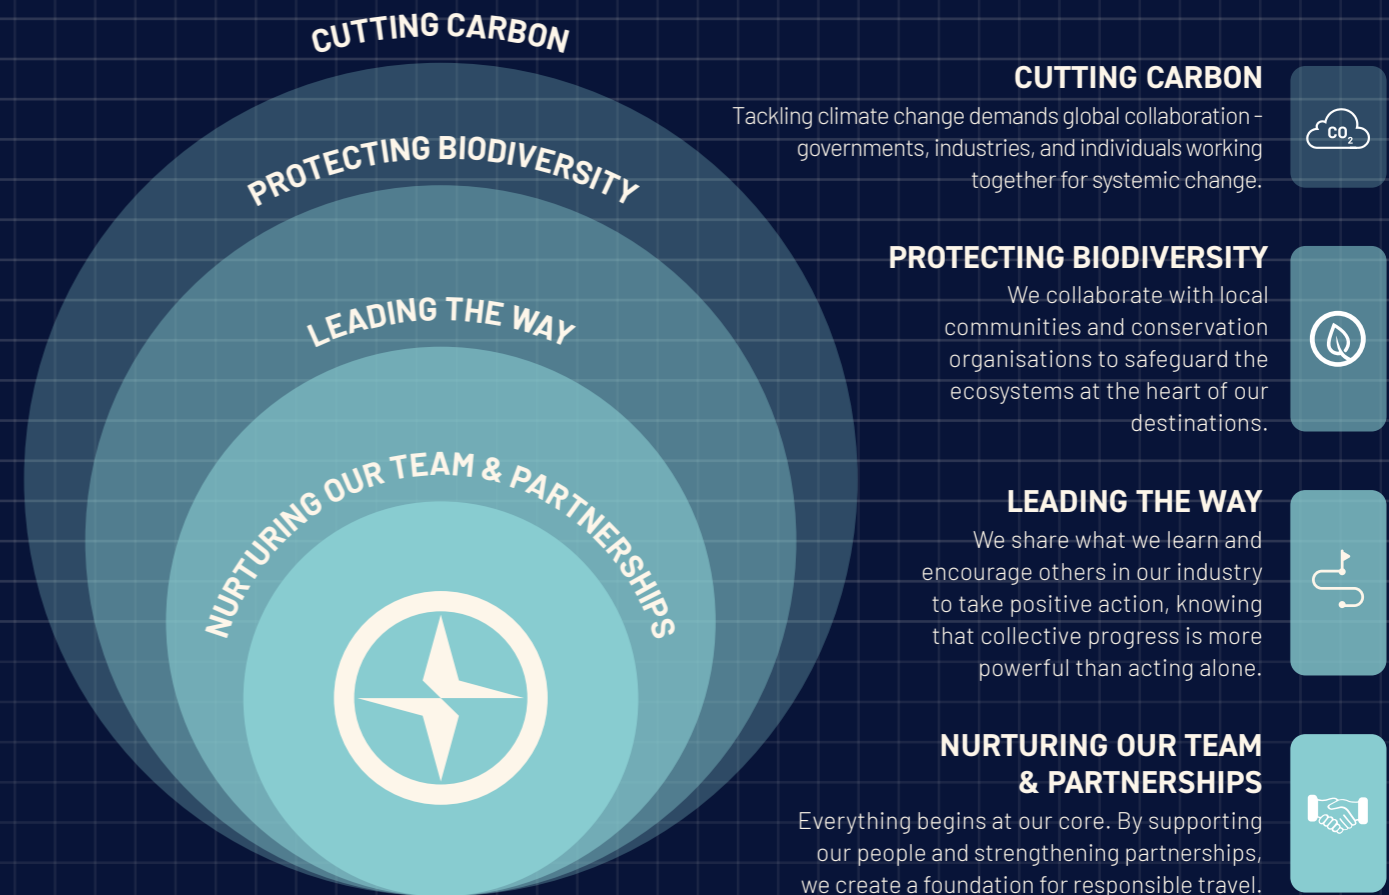 CUTTING CARBON
PROTECTING BIODIVERSITY
LEADING THE WAY
NURTURING OUR TEAM & PARTNERSHIPS
CUTTING CARBON
Tackling climate change demands global collaboration -
governments, industries, and individuals working
together for systemic change.
CO2
PROTECTING BIODIVERSITY
We collaborate with local
communities and conservation
organisations to safeguard the
ecosystems at the heart of our
destinations.
LEADING THE WAY
We share what we learn and
encourage others in our industry
to take positive action, knowing
that collective progress is more
powerful than acting alone.
NURTURING OUR TEAM
& PARTNERSHIPS
Everything begins at our core. By supporting
our people and strengthening partnerships,
we create a foundation for responsible travel.